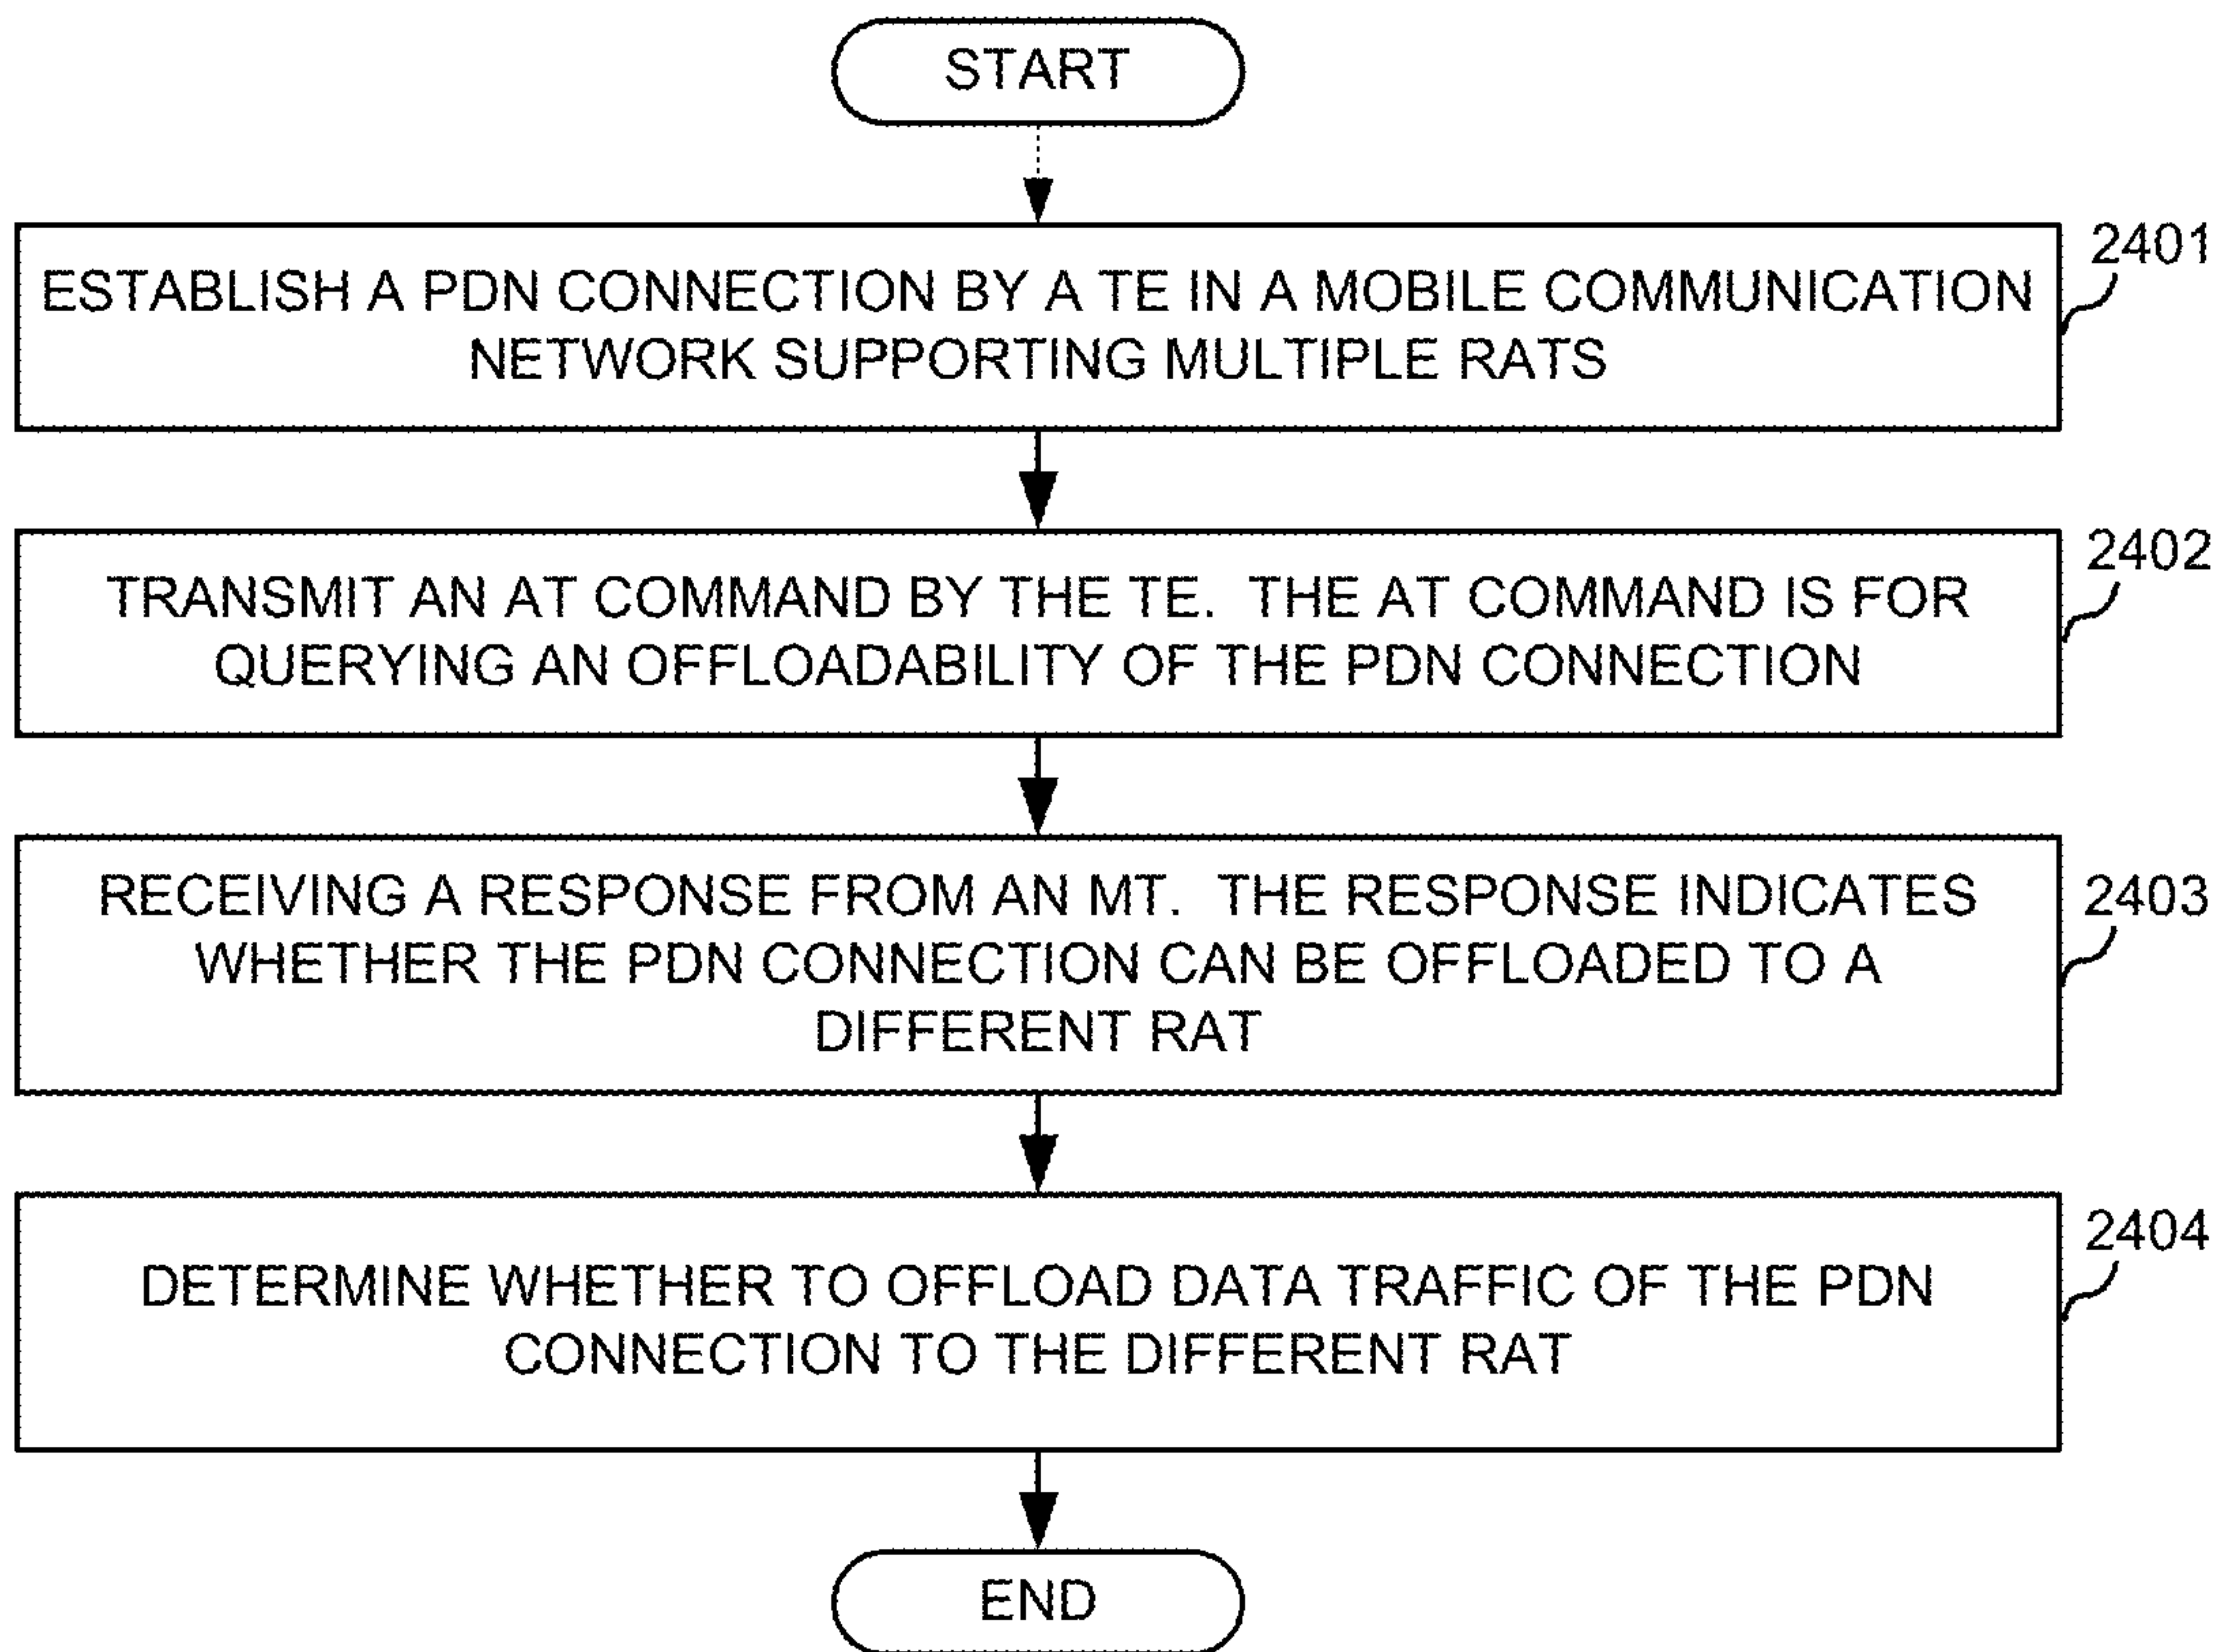 START
ESTABLISH A PDN CONNECTION BY A TE IN A MOBILE COMMUNICATION
NETWORK SUPPORTING MULTIPLE RATS
2401
TRANSMIT AN AT COMMAND BY THE TE. THE AT COMMAND IS FOR
QUERYING AN OFFLOADABILITY OF THE PDN CONNECTION
2402
RECEIVING A RESPONSE FROM AN MT. THE RESPONSE INDICATES
WHETHER THE PDN CONNECTION CAN BE OFFLOADED TO A
DIFFERENT RAT
2403
DETERMINE WHETHER TO OFFLOAD DATA TRAFFIC OF THE PDN
CONNECTION TO THE DIFFERENT RAT
2404
END